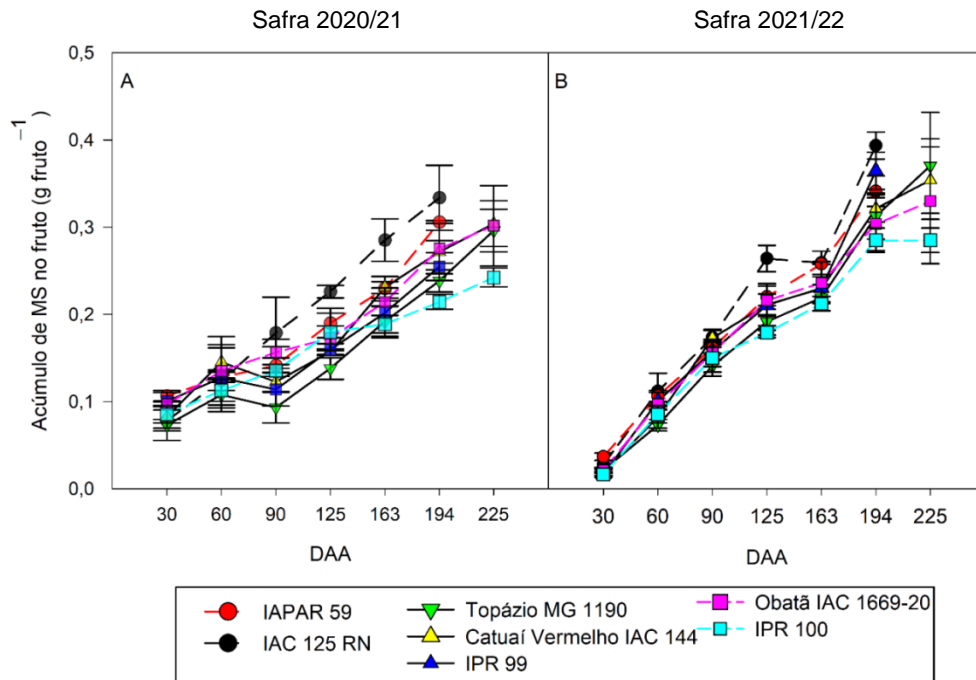 Safra 2020/21
Safra 2021/22
Acúmulo de MS no fruto (g fruto⁻¹)
0,5
0,4
0,3
0,2
0,1
0,0
A
B
30 60 90 125 163 194 225
30 60 90 125 163 194 225
DAA
DAA
IAPAR 59
IAC 125 RN
Topázio MG 1190
Catuaí Vermelho IAC 144
IPR 99
Obatã IAC 1669-20
IPR 100